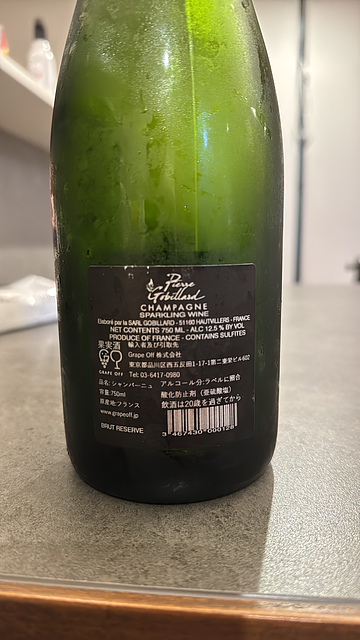 Pierre
Gobillard
CHAMPAGNE
SPARKLING WINE
Elaboré par la SARL GOBILLARD - 51160 HAUTVILLERS - FRANCE
NET CONTENTS 750 ML - ALC 12.5 % BY VOL
PRODUCE OF FRANCE - CONTAINS SULFITES
果実酒 輸入者及び引取先
Grape Off 株式会社
東京都品川区西五反田1-17-1第二東栄ビル602
GRAPE OFF Tel: 03-6417-0980
品名:シャンパーニュ アルコール分:ラベルに照合
容量:750ml 酸化防止剤(亜硫酸塩)
原産地:フランス 飲酒は20歳を過ぎてから
www.grapeoff.jp
BRUT RESERVE
3 467430 000128